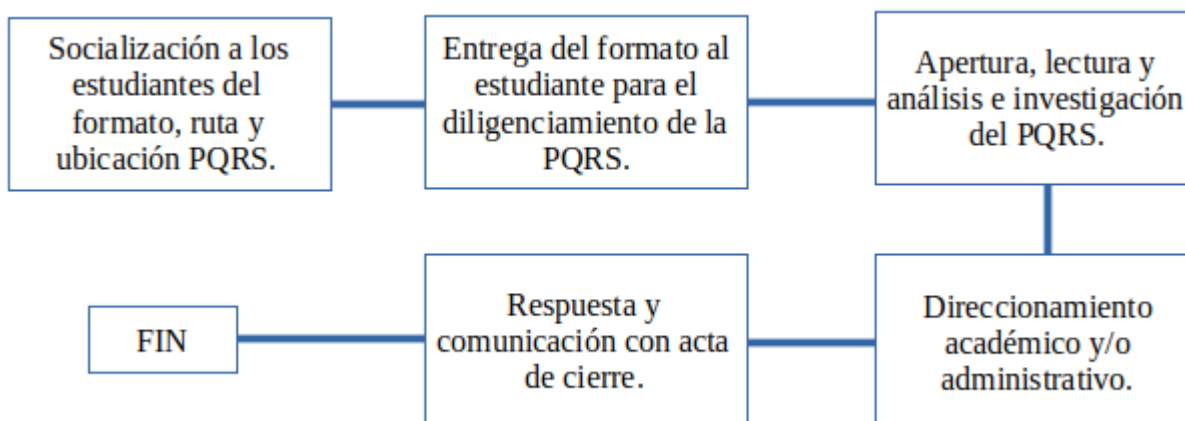 Socialización a los
estudiantes del
formato, ruta y
ubicación PQRS.
Entrega del formato al
estudiante para el
diligenciamiento de la
PQRS.
Apertura, lectura y
análisis e investigación
del PQRS.
Direccionamiento
académico y/o
administrativo.
Respuesta y
comunicación con acta
de cierre.
FIN